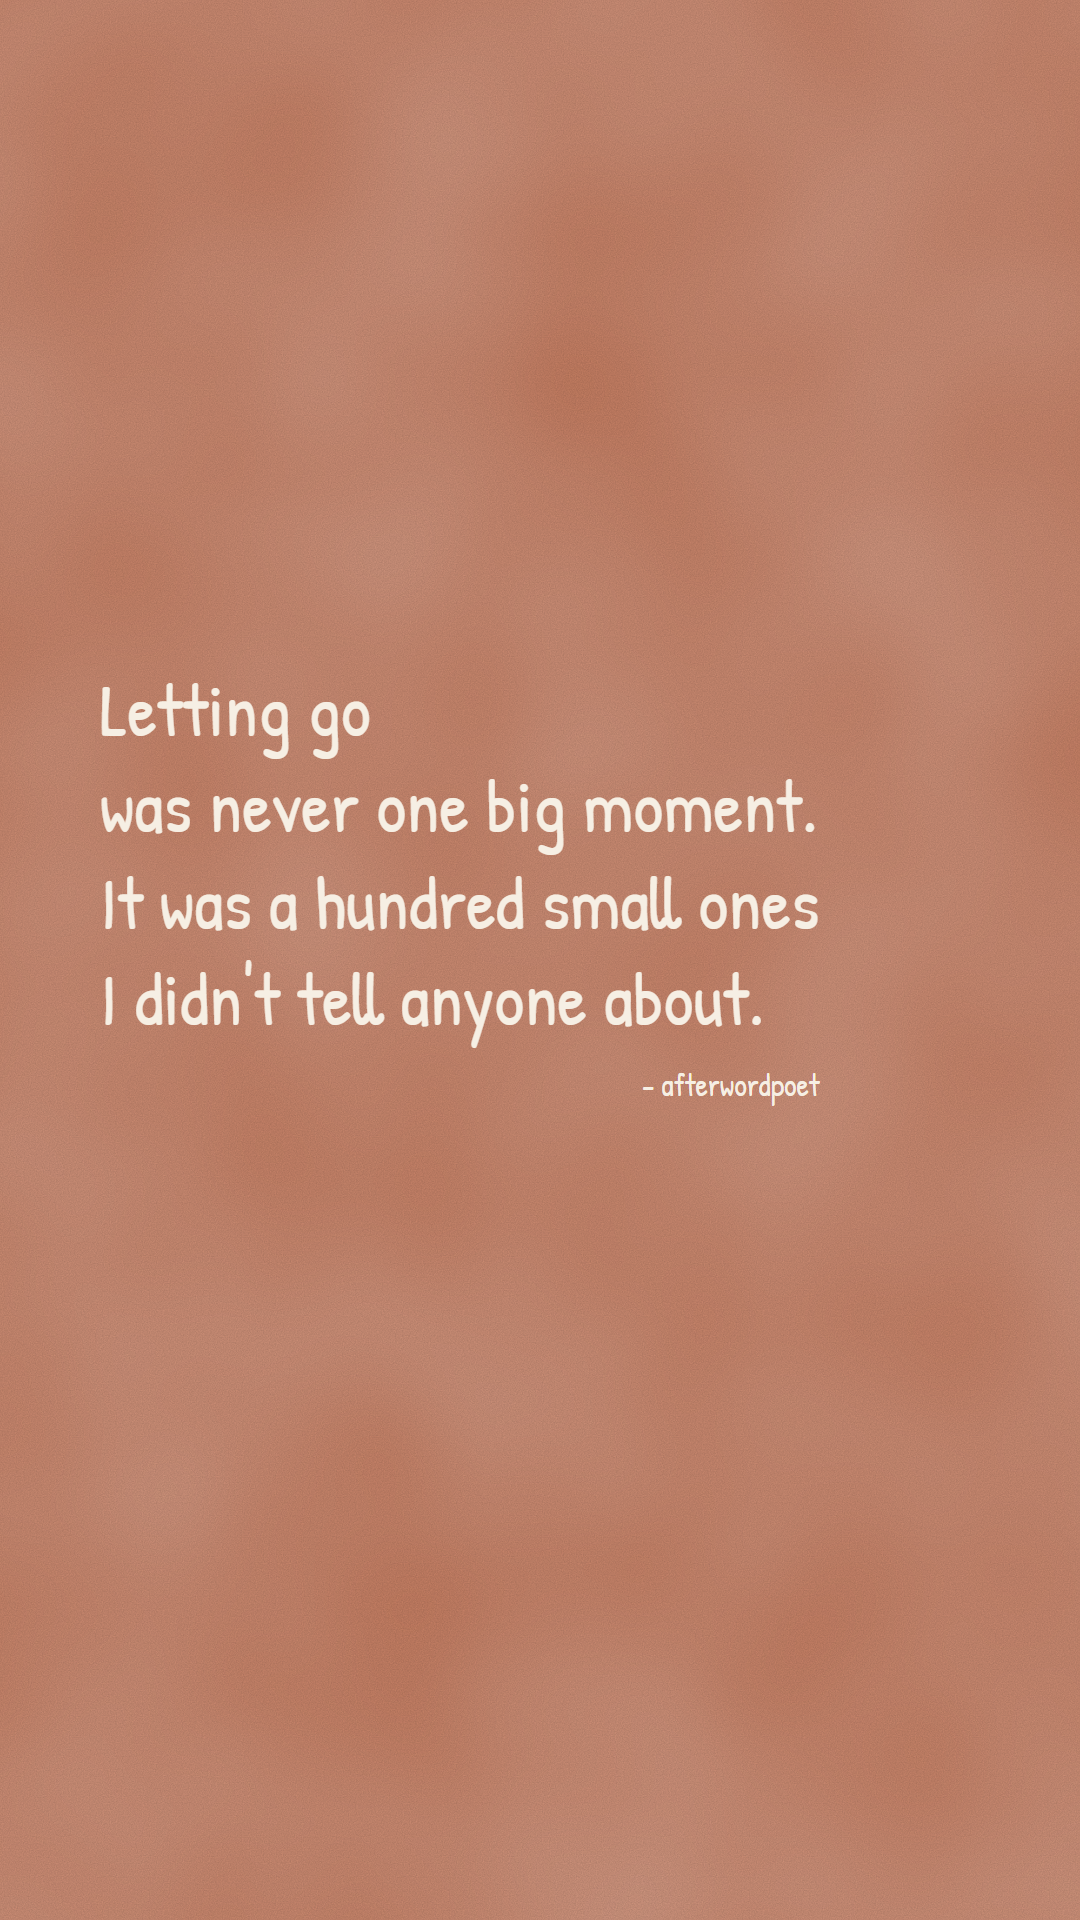 Letting go
was never one big moment.
It was a hundred small ones
I didn't tell anyone about.
- afterwordpoet